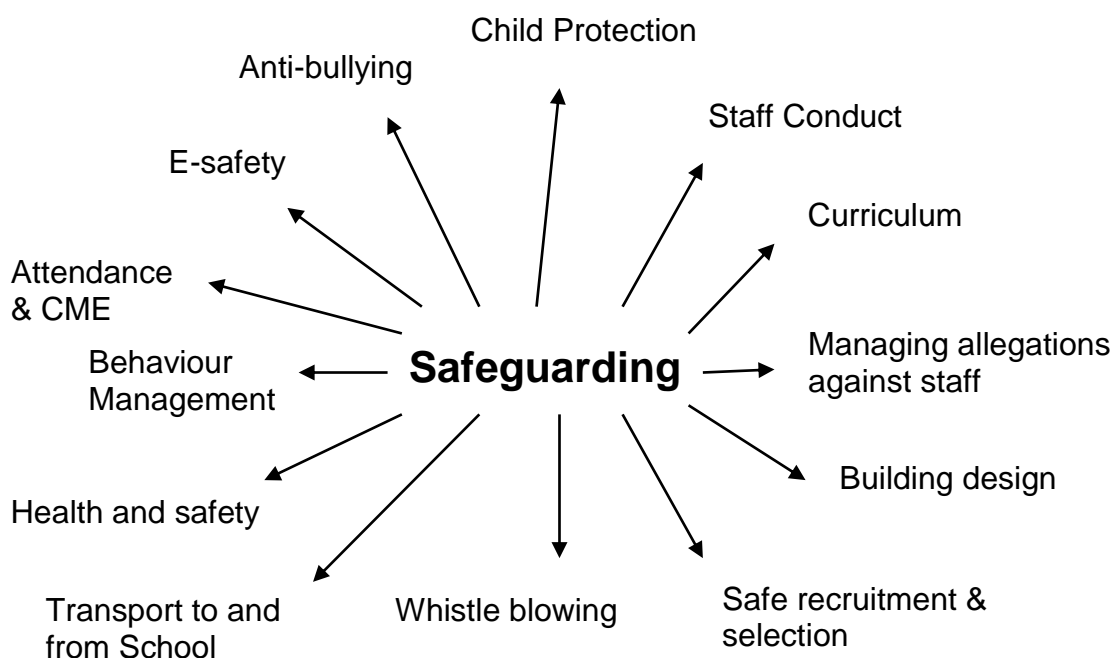 Child Protection
Anti-bullying
Staff Conduct
E-safety
Curriculum
Attendance
& CME
Managing allegations
against staff
Behaviour
Management
Safeguarding
Building design
Health and safety
Transport to and
from School
Whistle blowing
Safe recruitment &
selection